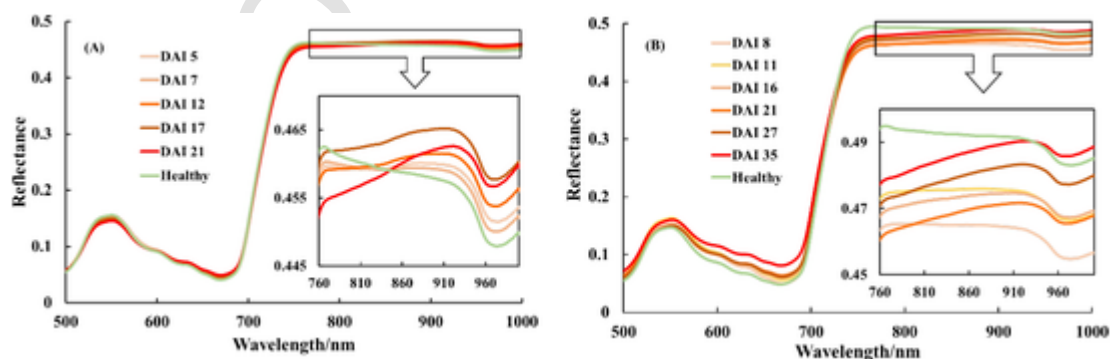 0.5
(A)
DAI 5
DAI 7
DAI 12
DAI 17
DAI 21
Healthy
0.4
0.3
0.2
0.1
0
Reflectance
0.465
0.455
0.445
760 810 860 910 960
500 600 700 800 900 1000
Wavelength/nm
0.5
(B)
DAI 8
DAI 11
DAI 16
DAI 21
DAI 27
DAI 35
Healthy
0.4
0.3
0.2
0.1
0
Reflectance
0.49
0.47
0.45
760 810 860 910 960
500 600 700 800 900 1000
Wavelength/nm